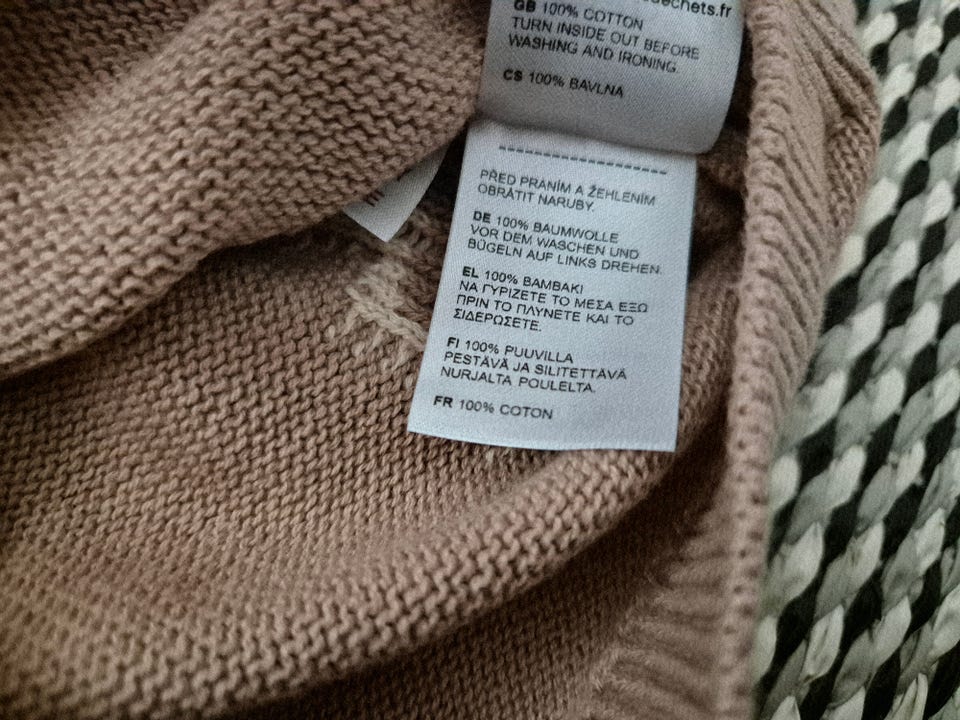 GB 100% COTTON
TURN INSIDE OUT BEFORE
WASHING AND IRONING.
CS 100% BAVLNA
PŘED PRANÍM A ŽEHLENÍM
OBRÁTIT NARUBY.
DE 100% BAUMWOLLE
VOR DEM WASCHEN UND
BÜGELN AUF LINKS DREHEN.
EL 100% ΒΑΜΒΑΚΙ
ΝΑ ΓΥΡΙΖΕΤΕ ΤΟ ΜΕΣΑ ΕΞΩ
ΠΡΙΝ ΤΟ ΠΛΥΝΕΤΕ ΚΑΙ ΤΟ
ΣΙΔΕΡΩΣΕΤΕ.
FI 100% PUUVILLA
PESTÄVÄ JA SILITETTÄVÄ
NURJALTA POULELTA.
FR 100% COTON